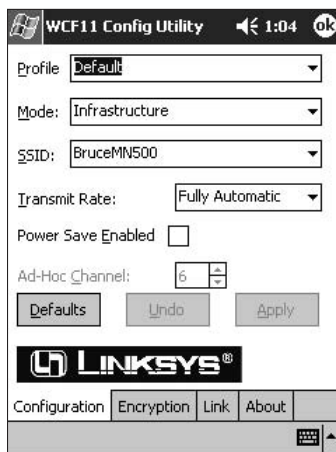 WCF11 Config Utility 1:04 ok
Profile Default
Mode: Infrastructure
SSID: BruceMN500
Transmit Rate: Fully Automatic
Power Save Enabled
Ad-Hoc Channel: 6
Defaults Undo Apply
LINKSYS®
Configuration Encryption Link About